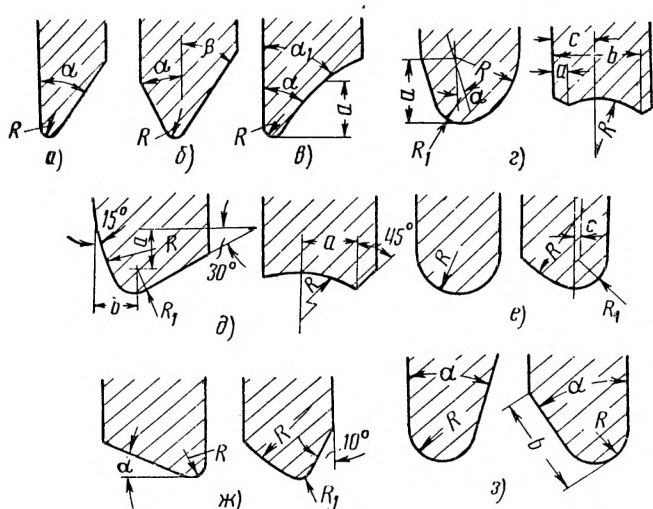 α R а)
α β R б)
α₁ α a R в)
a ρ α R₁ c b a R г)
15° a R 30° b R₁ a 45° R д)
R R c R₁ е)
α R R 10° R₁ ж)
α R α R b з)